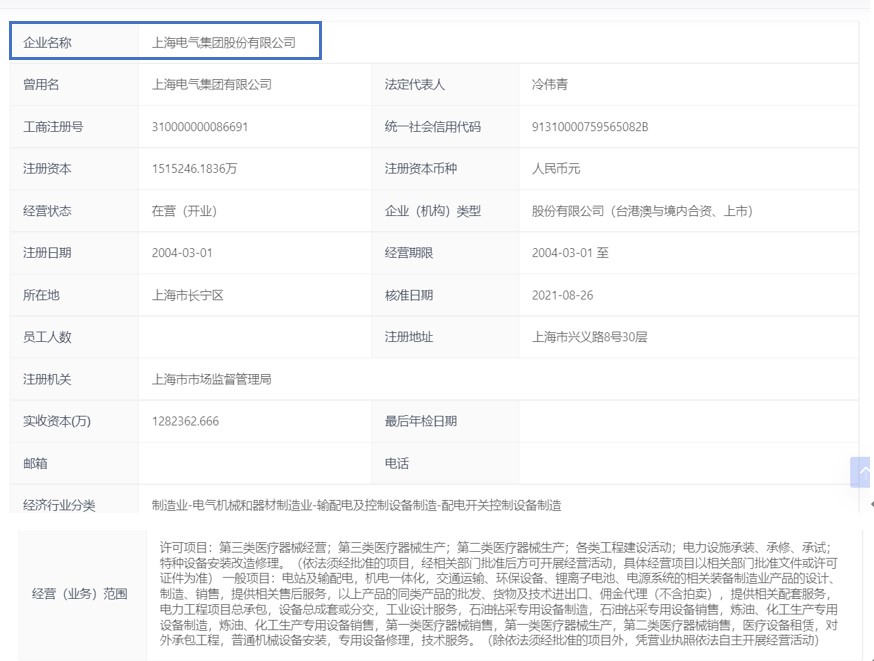 企业名称 上海电气集团股份有限公司
曾用名 上海电气集团有限公司 法定代表人 冷伟青
工商注册号 310000000086691 统一社会信用代码 91310000759565082B
注册资本 1515246.1836万 注册资本币种 人民币元
经营状态 在营（开业） 企业（机构）类型 股份有限公司（台港澳与境内合资、上市）
注册日期 2004-03-01 经营期限 2004-03-01 至
所在地 上海市长宁区 核准日期 2021-08-26
员工人数 注册地址 上海市兴义路8号30层
注册机关 上海市市场监督管理局
实收资本(万) 1282362.666 最后年检日期
邮箱 电话
经济行业分类 制造业-电气机械和器材制造业-输配电及控制设备制造-配电开关控制设备制造
经营（业务）范围
许可项目：第三类医疗器械经营；第三类医疗器械生产；第二类医疗器械生产；各类工程建设活动；电力设施承装、承修、承试；
特种设备安装改造修理。（依法须经批准的项目，经相关部门批准后方可开展经营活动，具体经营项目以相关部门批准文件或许可
证件为准） 一般项目：电站及输配电，机电一体化，交通运输、环保设备、锂离子电池、电源系统的相关装备制造业产品的设计、
制造、销售，提供相关售后服务，以上产品的同类产品的批发、货物及技术进出口、佣金代理（不含拍卖），提供相关配套服务，
电力工程项目总承包，设备总成套或分交，工业设计服务，石油钻采专用设备制造，石油钻采专用设备销售，炼油、化工生产专用
设备制造，炼油、化工生产专用设备销售，第一类医疗器械销售，第一类医疗器械生产，第二类医疗器械销售，医疗设备租赁，对
外承包工程，普通机械设备安装，专用设备修理，技术服务。（除依法须经批准的项目外，凭营业执照依法自主开展经营活动）